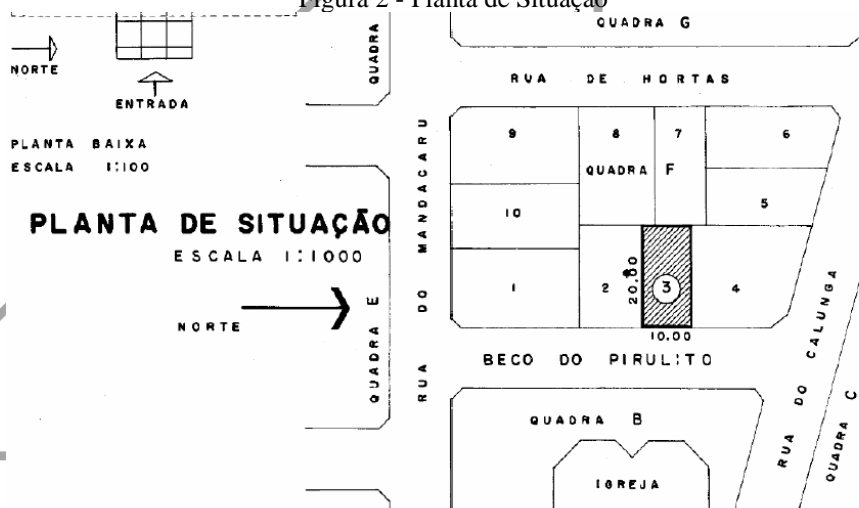 Figura 2 - Planta de Situação
NORTE
ENTRADA
PLANTA BAIXA
ESCALA 1:100
PLANTA DE SITUAÇÃO
ESCALA 1:1000
NORTE
QUADRA
QUADRA E
RUA DO MANDACARU
QUADRA G
RUA DE HORTAS
9
8
7
6
QUADRA F
10
5
1
2
20.00
3
4
10.00
BECO DO PIRULITO
RUA DO CALUNGA
QUADRA B
IGREJA
QUADRA C